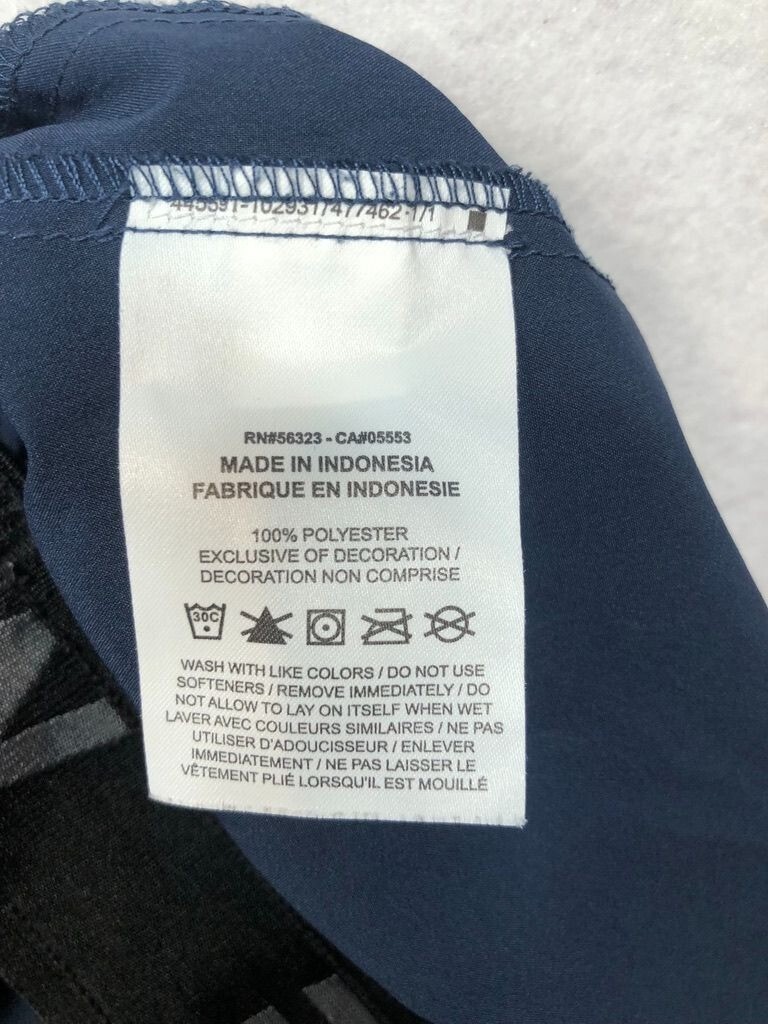 RN#56323 - CA#05553
MADE IN INDONESIA
FABRIQUE EN INDONESIE
100% POLYESTER
EXCLUSIVE OF DECORATION /
DECORATION NON COMPRISE
30C
WASH WITH LIKE COLORS / DO NOT USE
SOFTENERS / REMOVE IMMEDIATELY / DO
NOT ALLOW TO LAY ON ITSELF WHEN WET
LAVER AVEC COULEURS SIMILAIRES / NE PAS
UTILISER D'ADOUCISSEUR / ENLEVER
IMMEDIATEMENT / NE PAS LAISSER LE
VÊTEMENT PLIÉ LORSQU'IL EST MOUILLÉ